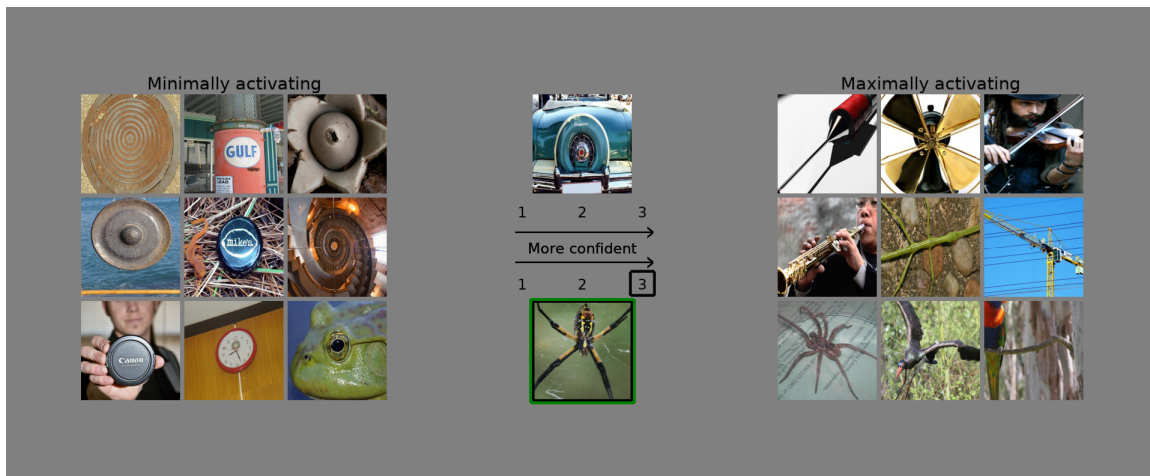 Minimally activating
Maximally activating
GULF
mike's
Canon
1 2 3
More confident
1 2 3